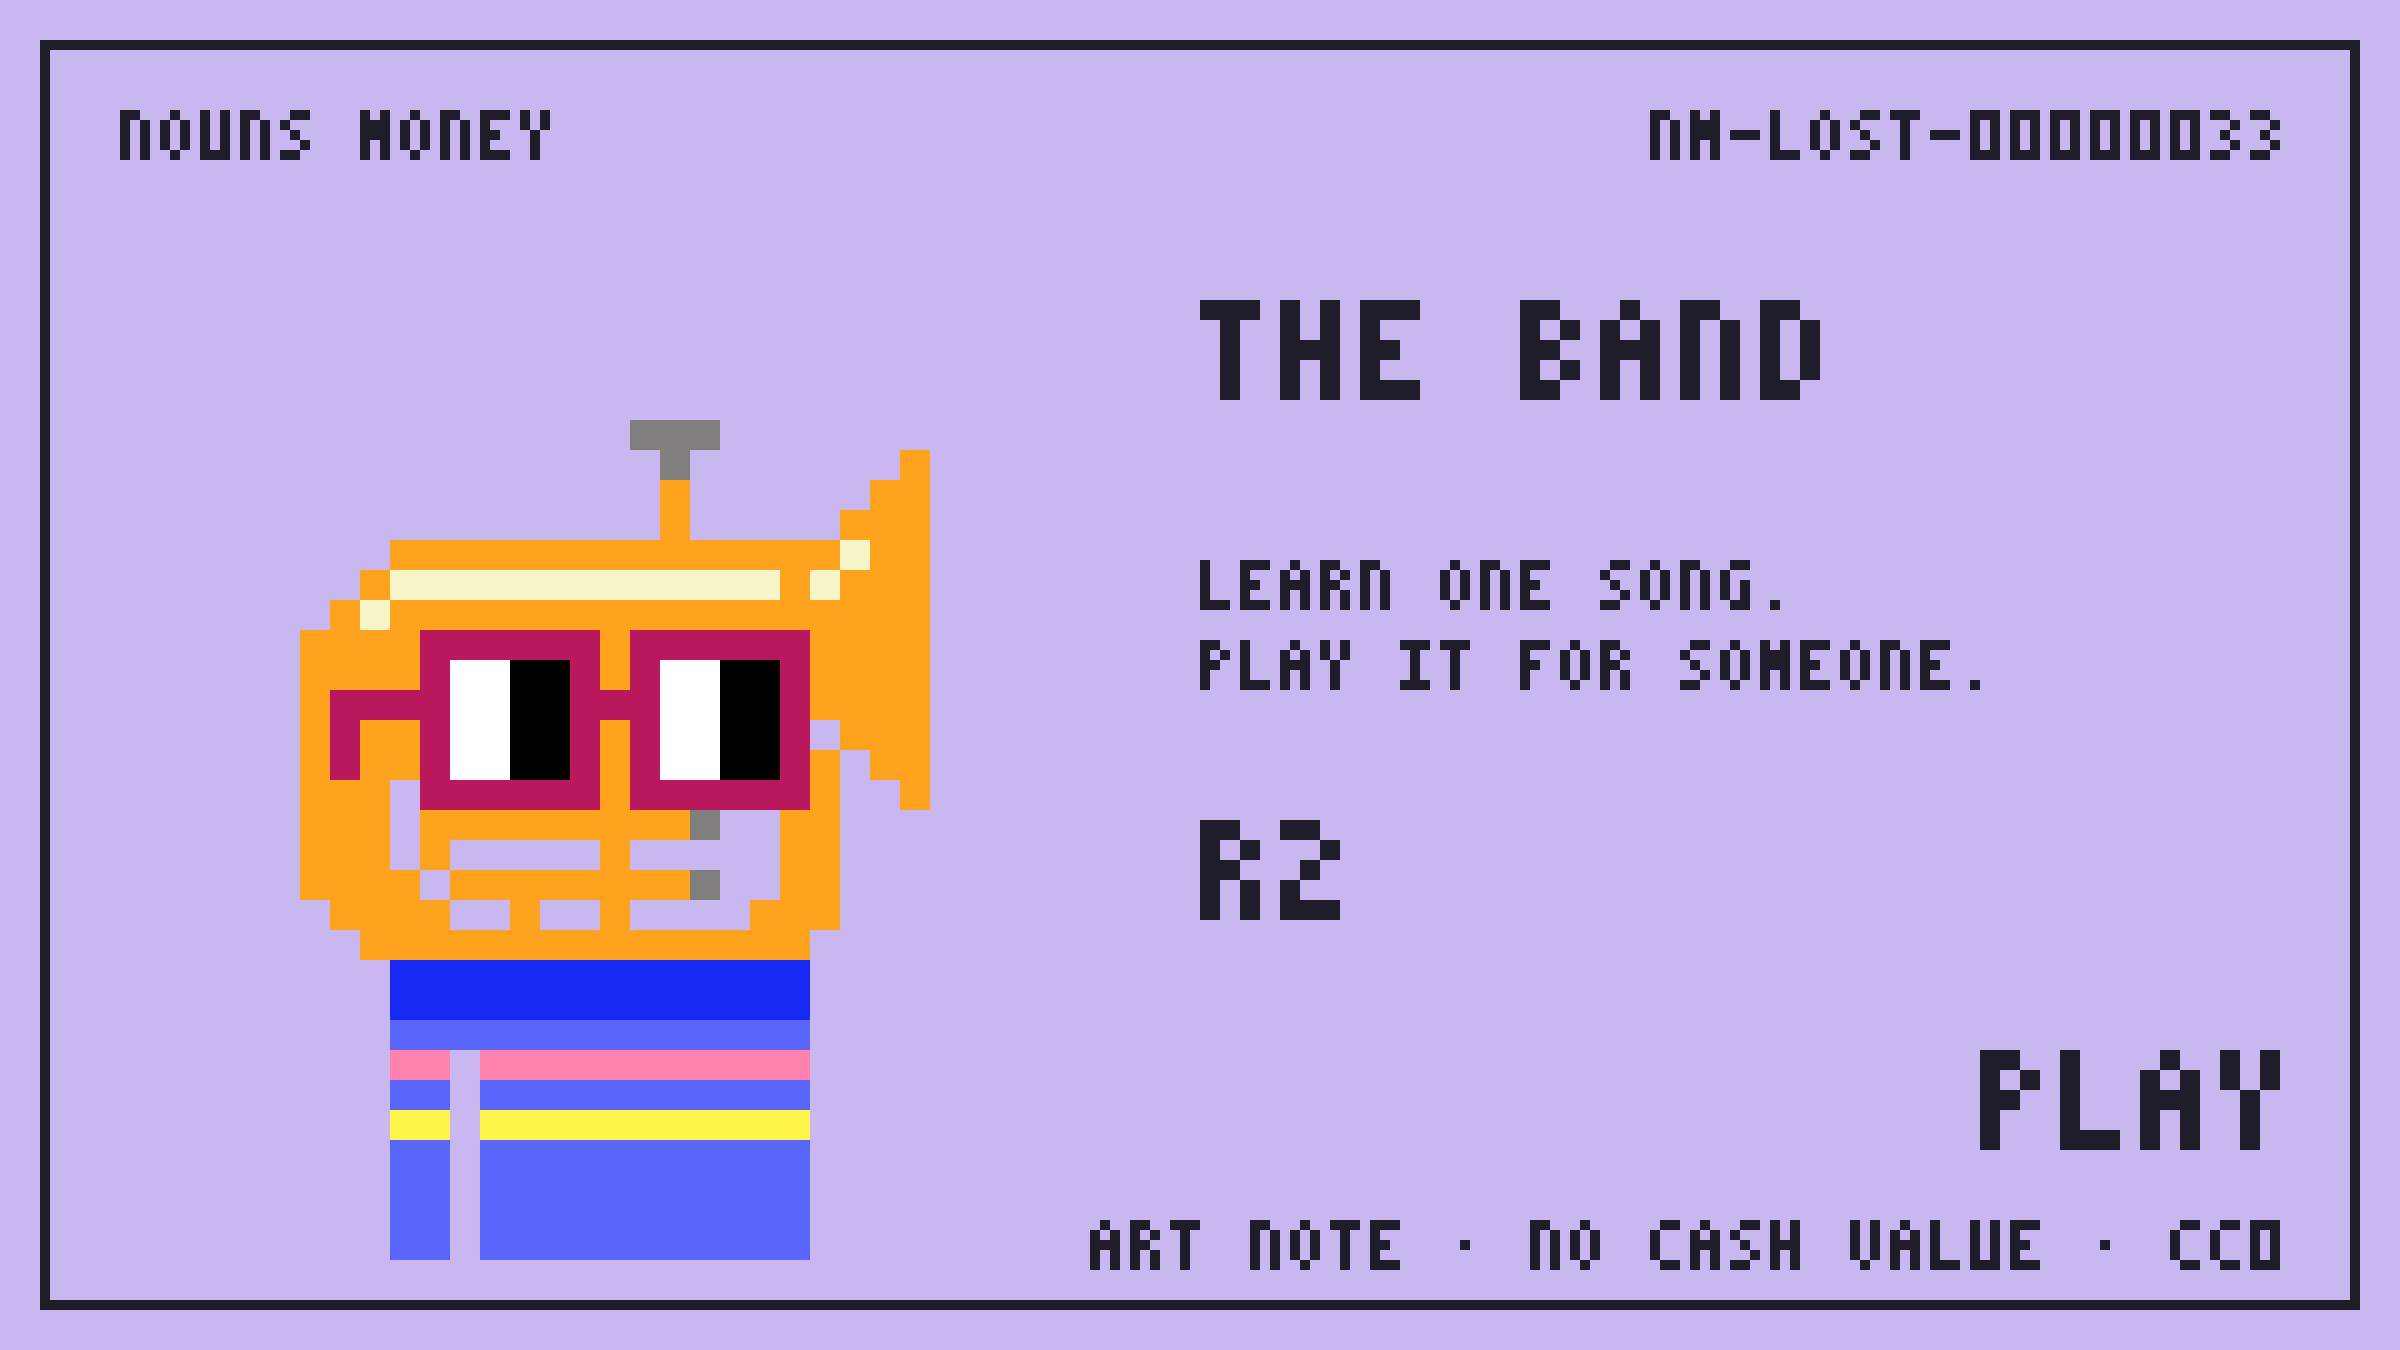 NOUNS MONEY
NM-LOST-00000033
THE BAND
LEARN ONE SONG.
PLAY IT FOR SOMEONE.
R2
PLAY
ART NOTE · NO CASH VALUE · CC0